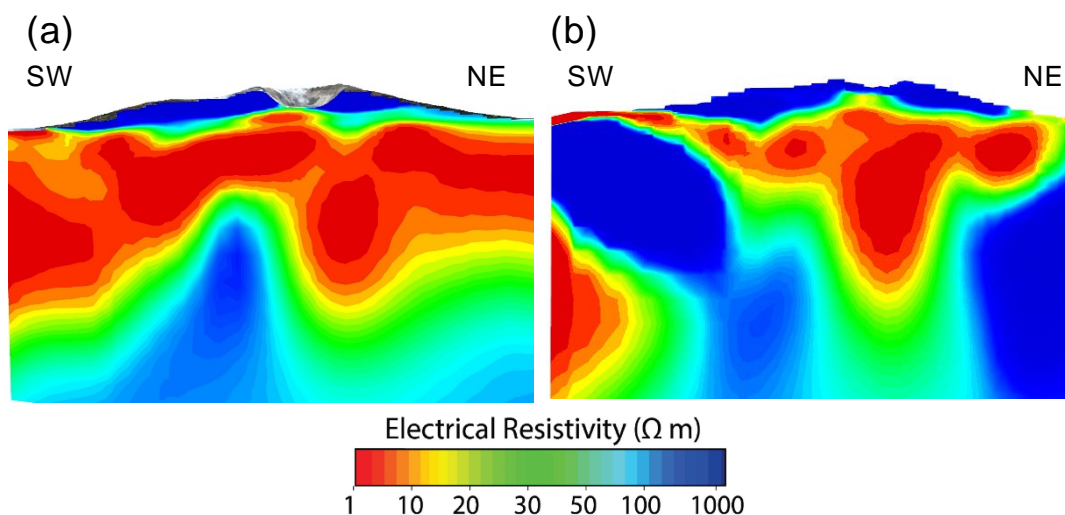 (a)
(b)
SW
NE
SW
NE
Electrical Resistivity (Ω m)
1 10 20 30 50 100 1000